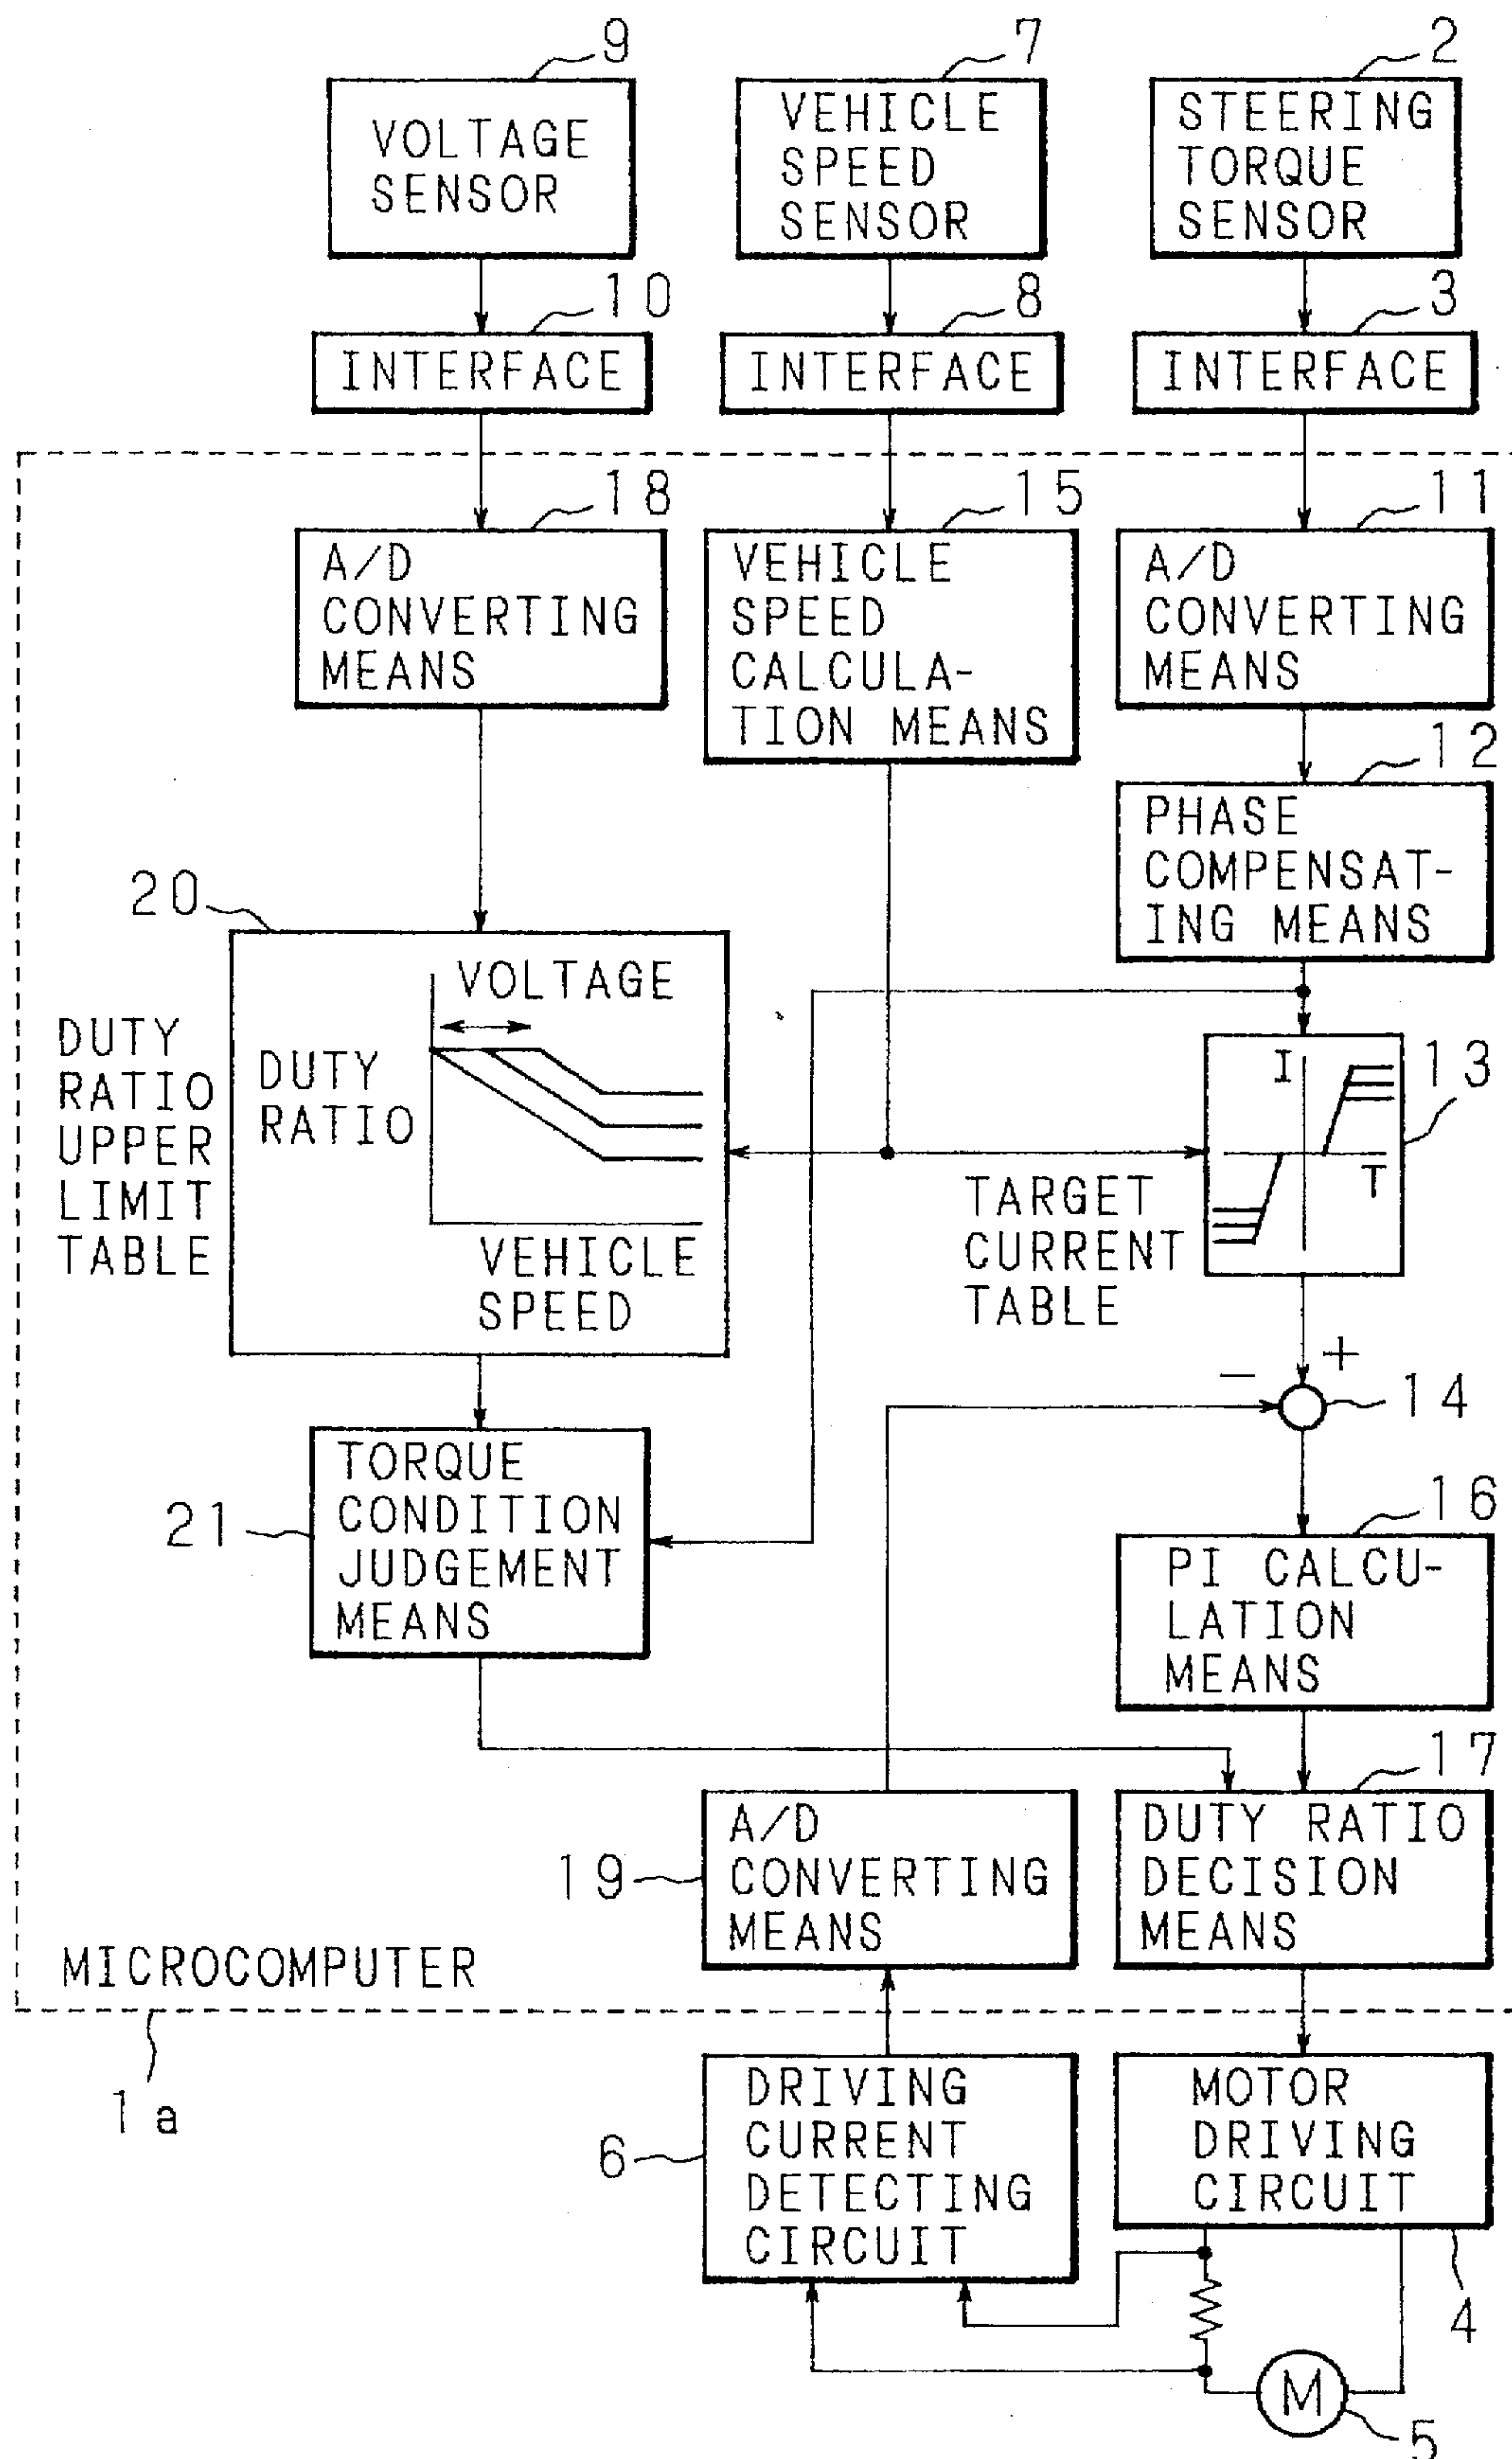 9
7
2
VOLTAGE
SENSOR
VEHICLE
SPEED
SENSOR
STEERING
TORQUE
SENSOR
10
8
3
INTERFACE
INTERFACE
INTERFACE
18
15
11
A/D
CONVERTING
MEANS
VEHICLE
SPEED
CALCULA-
TION MEANS
A/D
CONVERTING
MEANS
12
PHASE
COMPENSAT-
ING MEANS
20
DUTY
RATIO
UPPER
LIMIT
TABLE
VOLTAGE
DUTY
RATIO
VEHICLE
SPEED
13
I
T
TARGET
CURRENT
TABLE
+
−
14
21
TORQUE
CONDITION
JUDGEMENT
MEANS
16
PI CALCU-
LATION
MEANS
17
19
A/D
CONVERTING
MEANS
DUTY RATIO
DECISION
MEANS
MICROCOMPUTER
1a
6
DRIVING
CURRENT
DETECTING
CIRCUIT
MOTOR
DRIVING
CIRCUIT
4
M
5